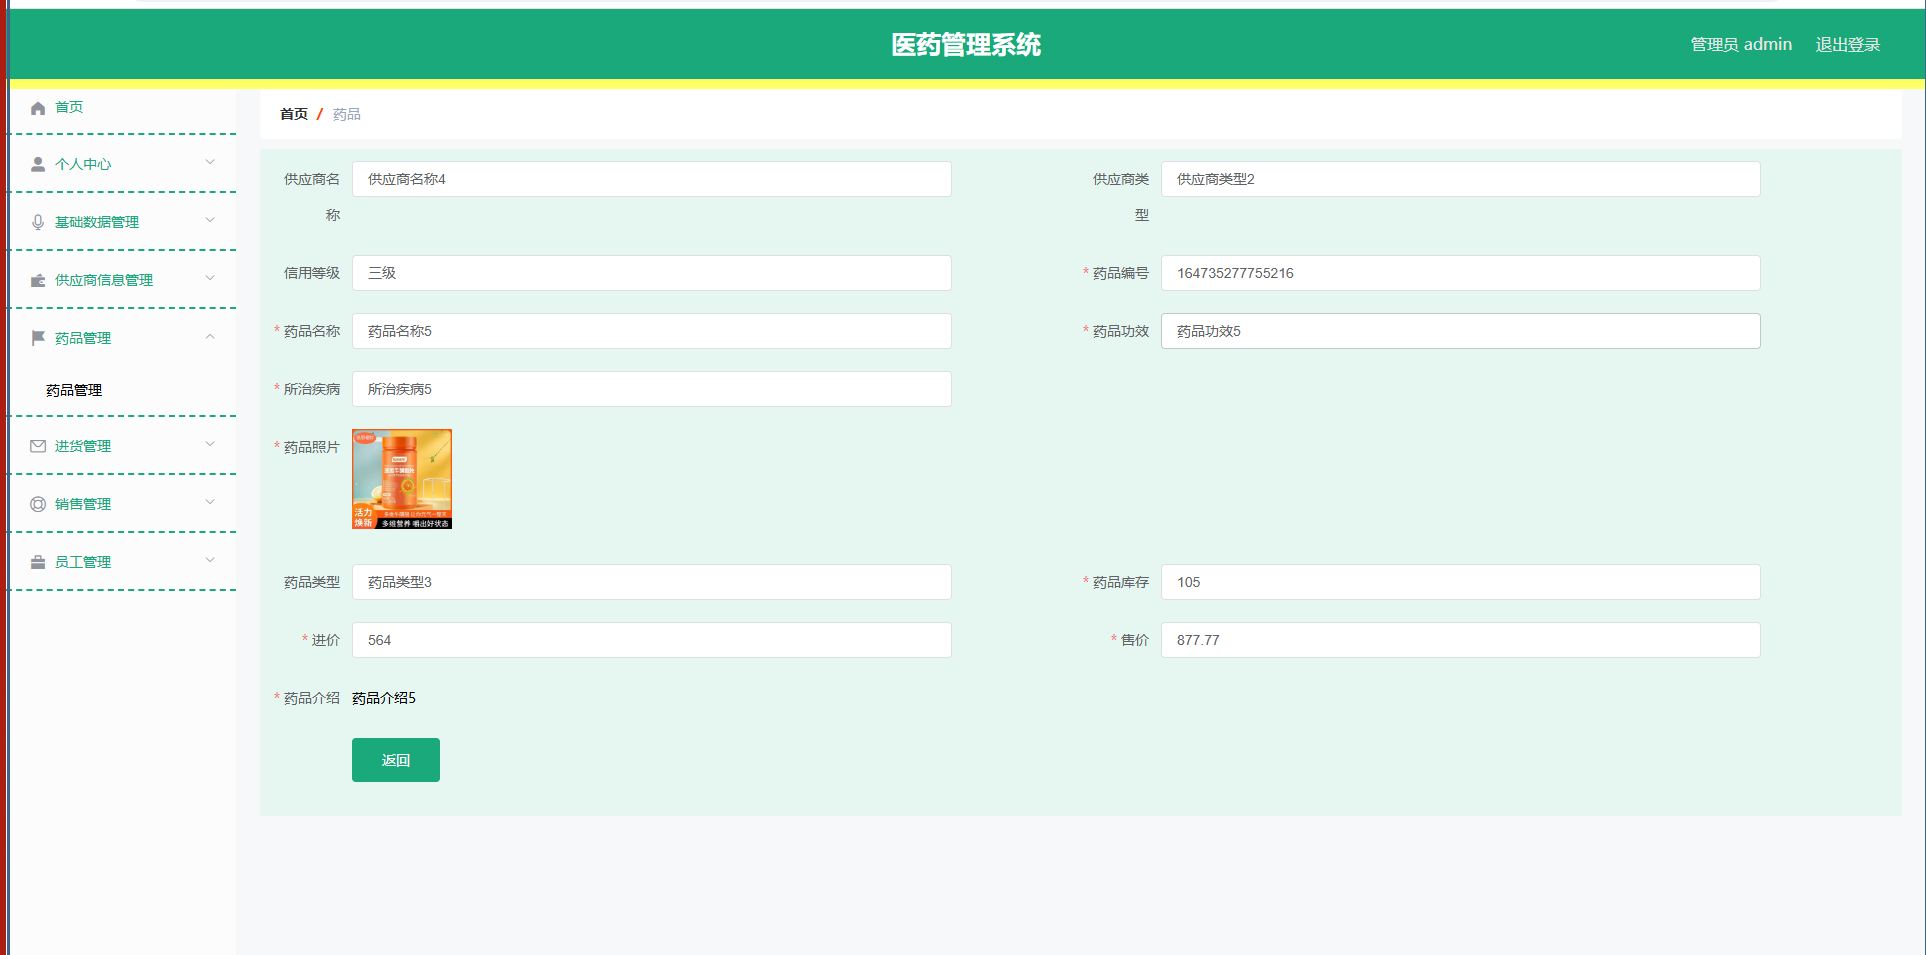 医药管理系统
管理员 admin
退出登录
首页
个人中心
基础数据管理
供应商信息管理
药品管理
药品管理
进货管理
销售管理
员工管理
首页 / 药品
供应商名
称
供应商名称4
供应商类
型
供应商类型2
信用等级
三级
* 药品编号
164735277755216
* 药品名称
药品名称5
* 药品功效
药品功效5
* 所治疾病
所治疾病5
* 药品照片
活力
焕新
多维营养 嚼出好状态
药品类型
药品类型3
* 药品库存
105
* 进价
564
* 售价
877.77
* 药品介绍
药品介绍5
返回